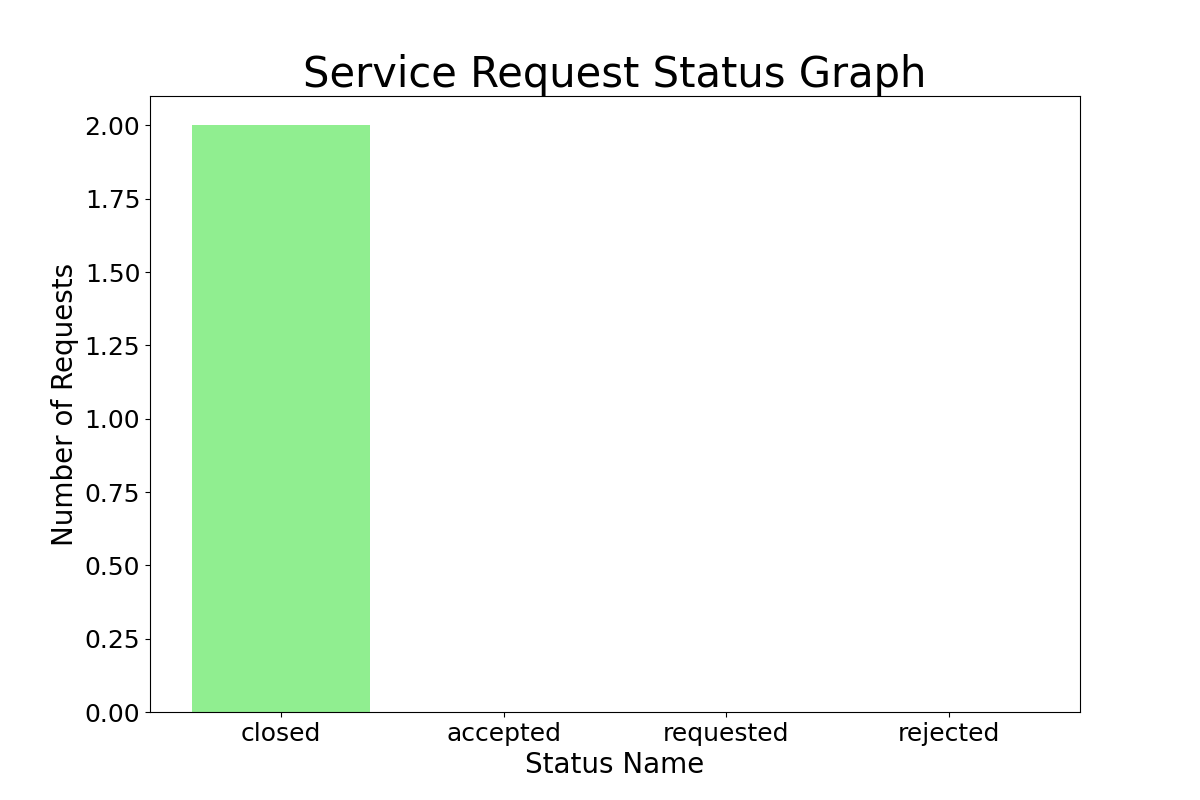 Service Request Status Graph
Number of Requests
2.00
1.75
1.50
1.25
1.00
0.75
0.50
0.25
0.00
closed accepted requested rejected
Status Name